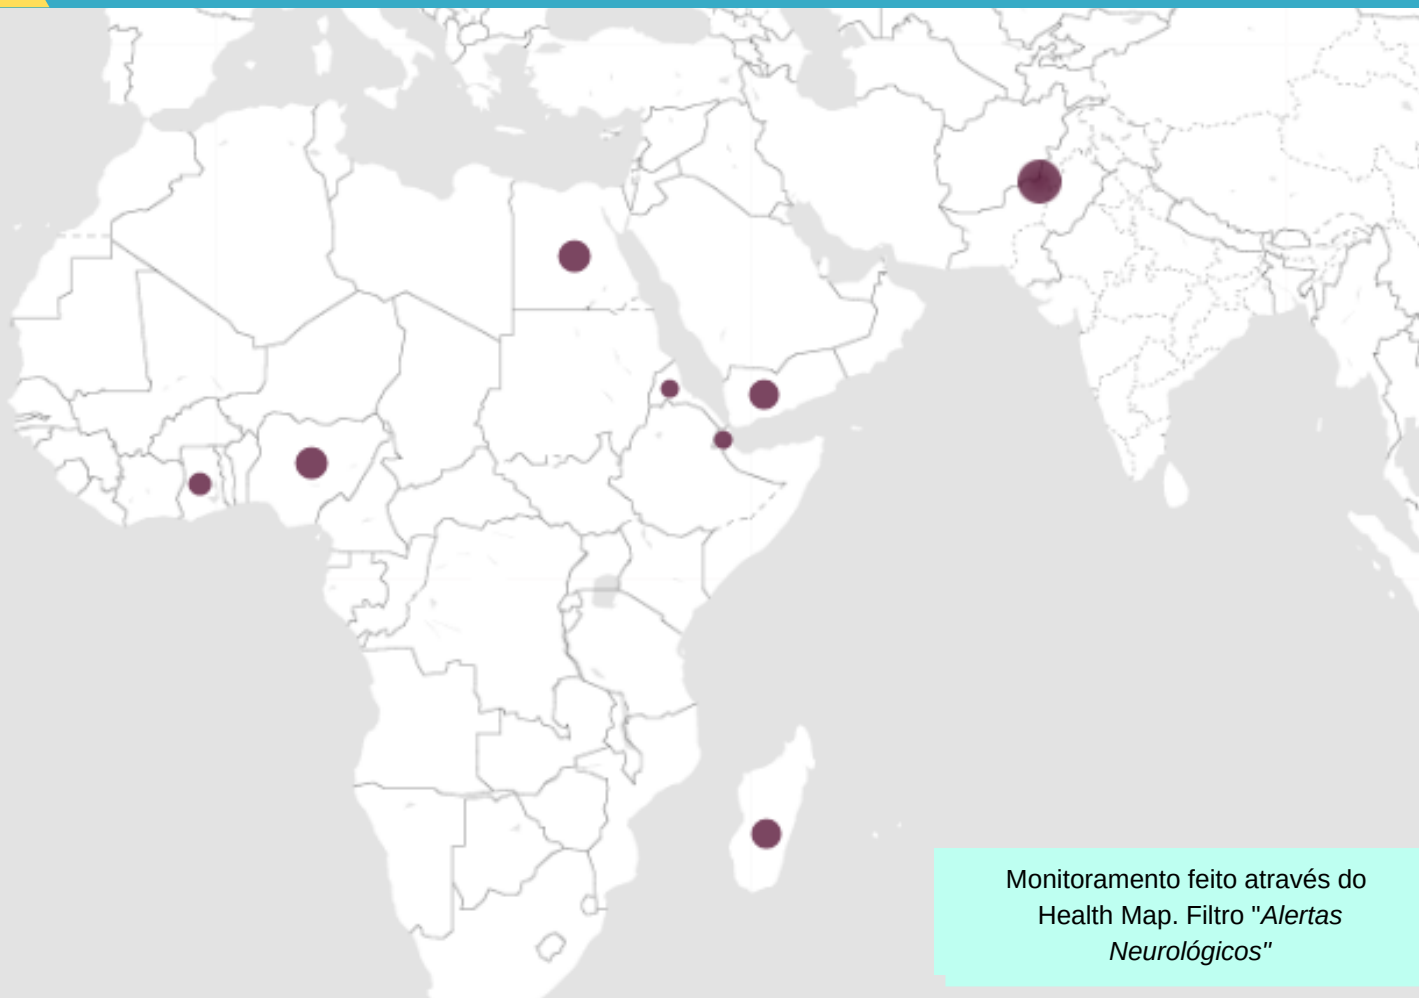 Monitoramento feito através do
Health Map. Filtro "Alertas
Neurológicos"